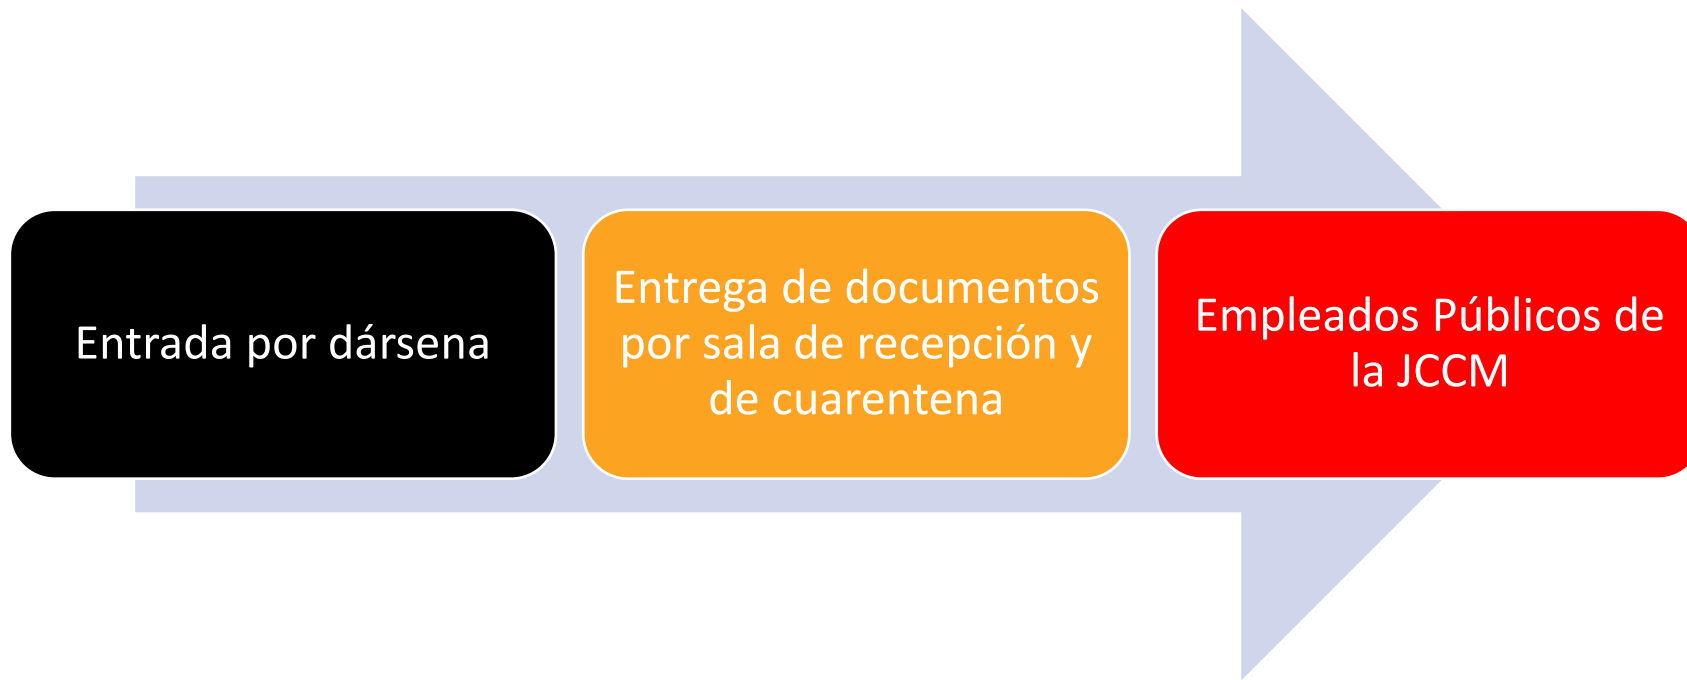 Entrada por dársena
Entrega de documentos
por sala de recepción y
de cuarentena
Empleados Públicos de
la JCCM